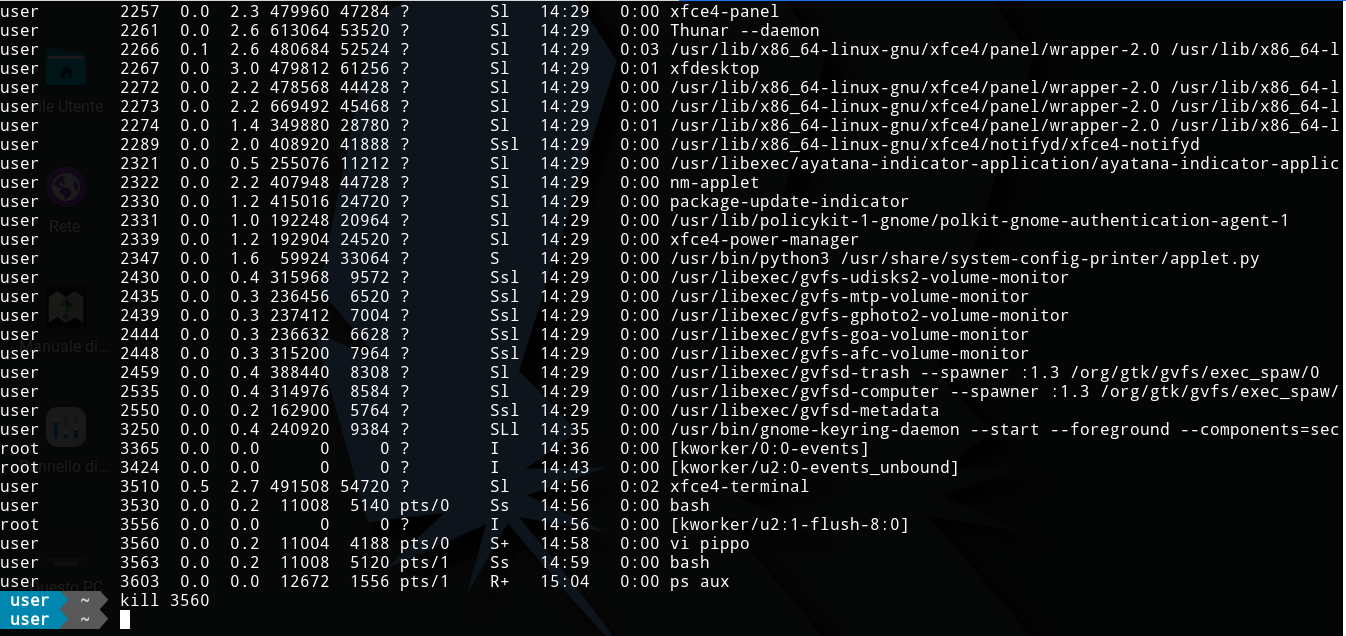 user 2257 0.0 2.3 479960 47284 ? Sl 14:29 0:00 xfce4-panel
user 2261 0.0 2.6 613064 53520 ? Sl 14:29 0:00 Thunar --daemon
user 2266 0.1 2.6 480684 52524 ? Sl 14:29 0:03 /usr/lib/x86_64-linux-gnu/xfce4/panel/wrapper-2.0 /usr/lib/x86_64-l
user 2267 0.0 3.0 479812 61256 ? Sl 14:29 0:01 xfdesktop
user 2272 0.0 2.2 478568 44428 ? Sl 14:29 0:00 /usr/lib/x86_64-linux-gnu/xfce4/panel/wrapper-2.0 /usr/lib/x86_64-l
user 2273 0.0 2.2 669492 45468 ? Sl 14:29 0:00 /usr/lib/x86_64-linux-gnu/xfce4/panel/wrapper-2.0 /usr/lib/x86_64-l
user 2274 0.0 1.4 349880 28780 ? Sl 14:29 0:01 /usr/lib/x86_64-linux-gnu/xfce4/panel/wrapper-2.0 /usr/lib/x86_64-l
user 2289 0.0 2.0 408920 41888 ? Ssl 14:29 0:00 /usr/lib/x86_64-linux-gnu/xfce4/notifyd/xfce4-notifyd
user 2321 0.0 0.5 255076 11212 ? Sl 14:29 0:00 /usr/libexec/ayatana-indicator-application/ayatana-indicator-applic
user 2322 0.0 2.2 407948 44728 ? Sl 14:29 0:00 nm-applet
user 2330 0.0 1.2 415016 24720 ? Sl 14:29 0:00 package-update-indicator
user 2331 0.0 1.0 192248 20964 ? Sl 14:29 0:00 /usr/lib/policykit-1-gnome/polkit-gnome-authentication-agent-1
user 2339 0.0 1.2 192904 24520 ? Sl 14:29 0:00 xfce4-power-manager
user 2347 0.0 1.6 59924 33064 ? S 14:29 0:00 /usr/bin/python3 /usr/share/system-config-printer/applet.py
user 2430 0.0 0.4 315968 9572 ? Ssl 14:29 0:00 /usr/libexec/gvfs-udisks2-volume-monitor
user 2435 0.0 0.3 236456 6520 ? Ssl 14:29 0:00 /usr/libexec/gvfs-mtp-volume-monitor
user 2439 0.0 0.3 237412 7004 ? Ssl 14:29 0:00 /usr/libexec/gvfs-gphoto2-volume-monitor
user 2444 0.0 0.3 236632 6628 ? Ssl 14:29 0:00 /usr/libexec/gvfs-goa-volume-monitor
user 2448 0.0 0.3 315200 7964 ? Ssl 14:29 0:00 /usr/libexec/gvfs-afc-volume-monitor
user 2459 0.0 0.4 388440 8308 ? Sl 14:29 0:00 /usr/libexec/gvfsd-trash --spawner :1.3 /org/gtk/gvfs/exec_spaw/0
user 2535 0.0 0.4 314976 8584 ? Sl 14:29 0:00 /usr/libexec/gvfsd-computer --spawner :1.3 /org/gtk/gvfs/exec_spaw/
user 2550 0.0 0.2 162900 5764 ? Ssl 14:29 0:00 /usr/libexec/gvfsd-metadata
user 3250 0.0 0.4 240920 9384 ? SLl 14:35 0:00 /usr/bin/gnome-keyring-daemon --start --foreground --components=sec
root 3365 0.0 0.0 0 0 ? I 14:36 0:00 [kworker/0:0-events]
root 3424 0.0 0.0 0 0 ? I 14:43 0:00 [kworker/u2:0-events_unbound]
user 3510 0.5 2.7 491508 54720 ? Sl 14:56 0:02 xfce4-terminal
user 3530 0.0 0.2 11008 5140 pts/0 Ss 14:56 0:00 bash
root 3556 0.0 0.0 0 0 ? I 14:56 0:00 [kworker/u2:1-flush-8:0]
user 3560 0.0 0.2 11004 4188 pts/0 S+ 14:58 0:00 vi pippo
user 3563 0.0 0.2 11008 5120 pts/1 Ss 14:59 0:00 bash
user 3603 0.0 0.0 12672 1556 pts/1 R+ 15:04 0:00 ps aux
user ~ kill 3560
user ~
Utente
Rete
Manuale di...
di...
Questo PC